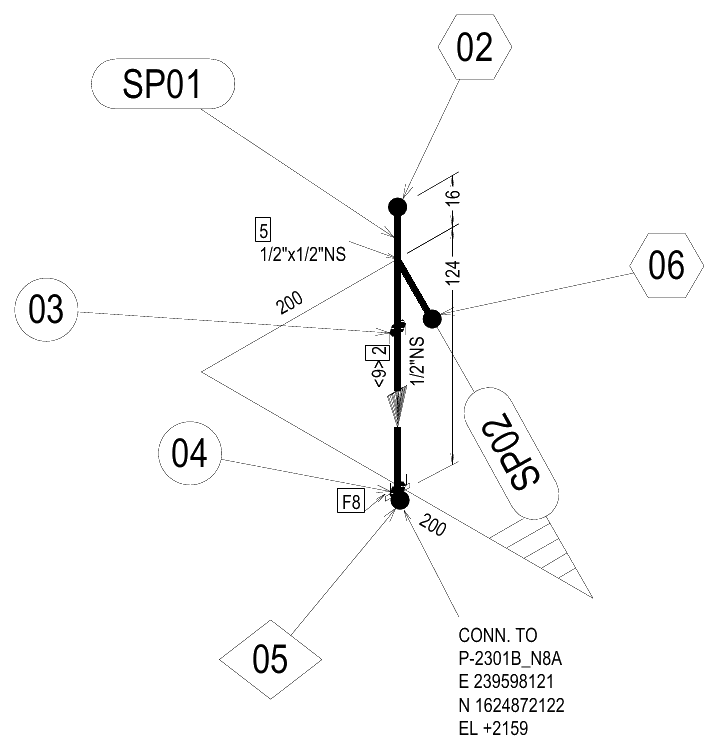 02
SP01
16
5
1/2"x1/2"NS
124
06
200
03
<9> 2
1/2"NS
SP02
04
F8
200
05
CONN. TO
P-2301B_N8A
E 239598121
N 1624872122
EL +2159